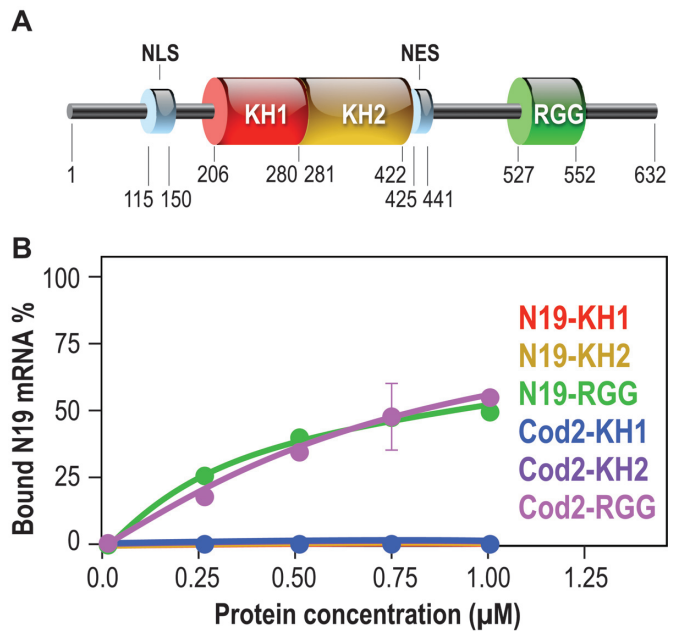 A
NLS
NES
KH1
KH2
RGG
1
206
280
281
422
527
552
632
115
150
425
441
B
Bound N19 mRNA %
100
75
50
25
0
N19-KH1
N19-KH2
N19-RGG
Cod2-KH1
Cod2-KH2
Cod2-RGG
0.0
0.25
0.50
0.75
1.00
1.25
Protein concentration (µM)